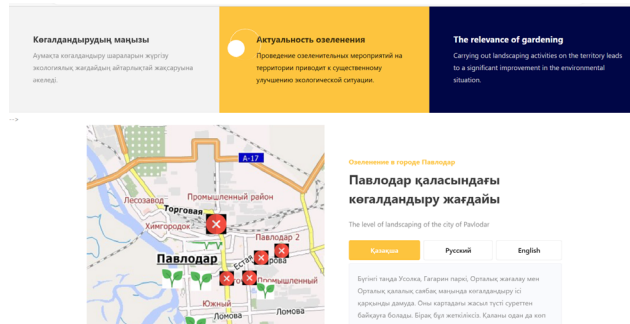 Көгалдандырудың маңызы
Аумақта көгалдандыру шараларын жүргізу
экологиялық жағдайдың айтарлықтай жақсаруына
әкеледі.
Актуальность озеленения
Проведение озеленительных мероприятий на
территории приводит к существенному
улучшению экологической ситуации.
The relevance of gardening
Carrying out landscaping activities on the territory leads
to a significant improvement in the environmental
situation.
-->
А-17
Промышленный район
Лесозавод
Торговая
Химгородок
Павлодар 2
Павлодар
Промышленный
Южный
Ломова
Ломова
Озеленение в городе Павлодар
Павлодар қаласындағы
көгалдандыру жағдайы
The level of landscaping of the city of Pavlodar
Қазақша
Русский
English
Бүгінгі таңда Усолка, Гагарин паркі, Орталық жағалау мен
Орталық қалалық саябақ маңында көгалдандыру ісі
қарқынды дамуда. Оны картадағы жасыл түсті суреттен
байқауға болады. Бірақ бұл жеткіліксіз. Қаланы одан да көп